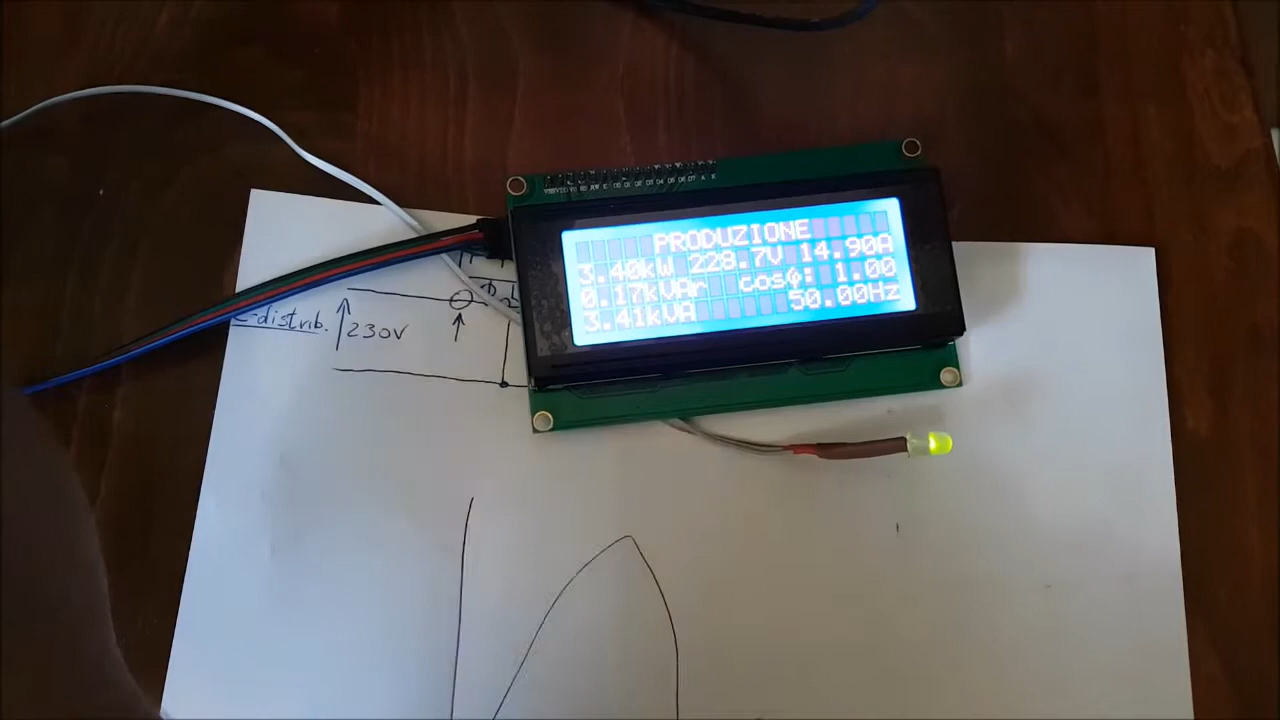 PRODUZIONE
3.40kW 228.7V 14.90A
0.17kVAr cosφ: 1.00
3.41kVA 50.00Hz
E-distrib.
230V